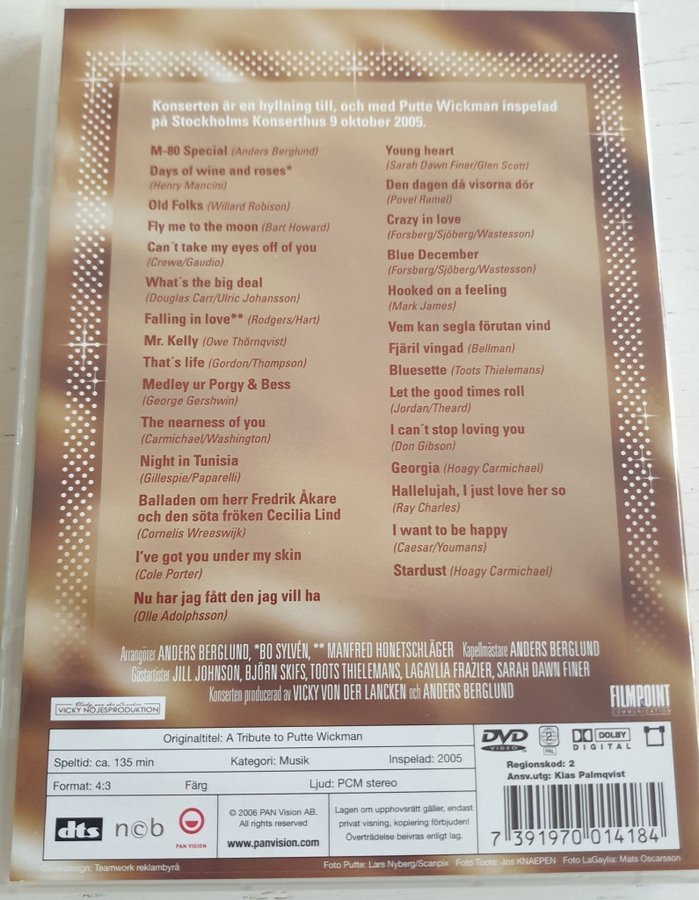 Konserten är en hyllning till, och med Putte Wickman inspelad
på Stockholms Konserthus 9 oktober 2005.
M-80 Special (Anders Berglund)
Days of wine and roses*
(Henry Mancini)
Old Folks (Willard Robison)
Fly me to the moon (Bart Howard)
Can´t take my eyes off of you
(Crewe/Gaudio)
What´s the big deal
(Douglas Carr/Ulric Johansson)
Falling in love** (Rodgers/Hart)
Mr. Kelly (Owe Thörnqvist)
That´s life (Gordon/Thompson)
Medley ur Porgy & Bess
(George Gershwin)
The nearness of you
(Carmichael/Washington)
Night in Tunisia
(Gillespie/Paparelli)
Balladen om herr Fredrik Åkare
och den söta fröken Cecilia Lind
(Cornelis Wreeswijk)
I've got you under my skin
(Cole Porter)
Nu har jag fått den jag vill ha
(Olle Adolphsson)
Young heart
(Sarah Dawn Finer/Glen Scott)
Den dagen då visorna dör
(Povel Ramel)
Crazy in love
(Forsberg/Sjöberg/Wastesson)
Blue December
(Forsberg/Sjöberg/Wastesson)
Hooked on a feeling
(Mark James)
Vem kan segla förutan vind
Fjäril vingad (Bellman)
Bluesette (Toots Thielemans)
Let the good times roll
(Jordan/Theard)
I can´t stop loving you
(Don Gibson)
Georgia (Hoagy Carmichael)
Hallelujah, I just love her so
(Ray Charles)
I want to be happy
(Caesar/Youmans)
Stardust (Hoagy Carmichael)
Arrangörer ANDERS BERGLUND, *BO SYLVÉN, ** MANFRED HONETSCHLÄGER Kapellmästare ANDERS BERGLUND
Gästartister JILL JOHNSON, BJÖRN SKIFS, TOOTS THIELEMANS, LAGAYLIA FRAZIER, SARAH DAWN FINER
Konserten producerad av VICKY VON DER LANCKEN och ANDERS BERGLUND
VICKY NÖJESPRODUKTION
FILMPOINT
COMMUNICATION
Originaltitel: A Tribute to Putte Wickman
Speltid: ca. 135 min Kategori: Musik Inspelad: 2005
Format: 4:3 Färg Ljud: PCM stereo
DVD
VIDEO
2
PAL
DOLBY
DIGITAL
Regionskod: 2
Ansv.utg: Klas Palmqvist
dts ncb PAN VISION
© 2006 PAN Vision AB.
All rights reserved
www.panvision.com
Lagen om upphovsrätt gäller, endast
privat visning, kopiering förbjuden!
Överträdelse beivras enligt lag.
7 391970 014184
design: Teamwork reklambyrå
Foto Putte: Lars Nyberg/Scanpix Foto Toots: Jos KNAEPEN Foto LaGaylia: Mats Oscarsson